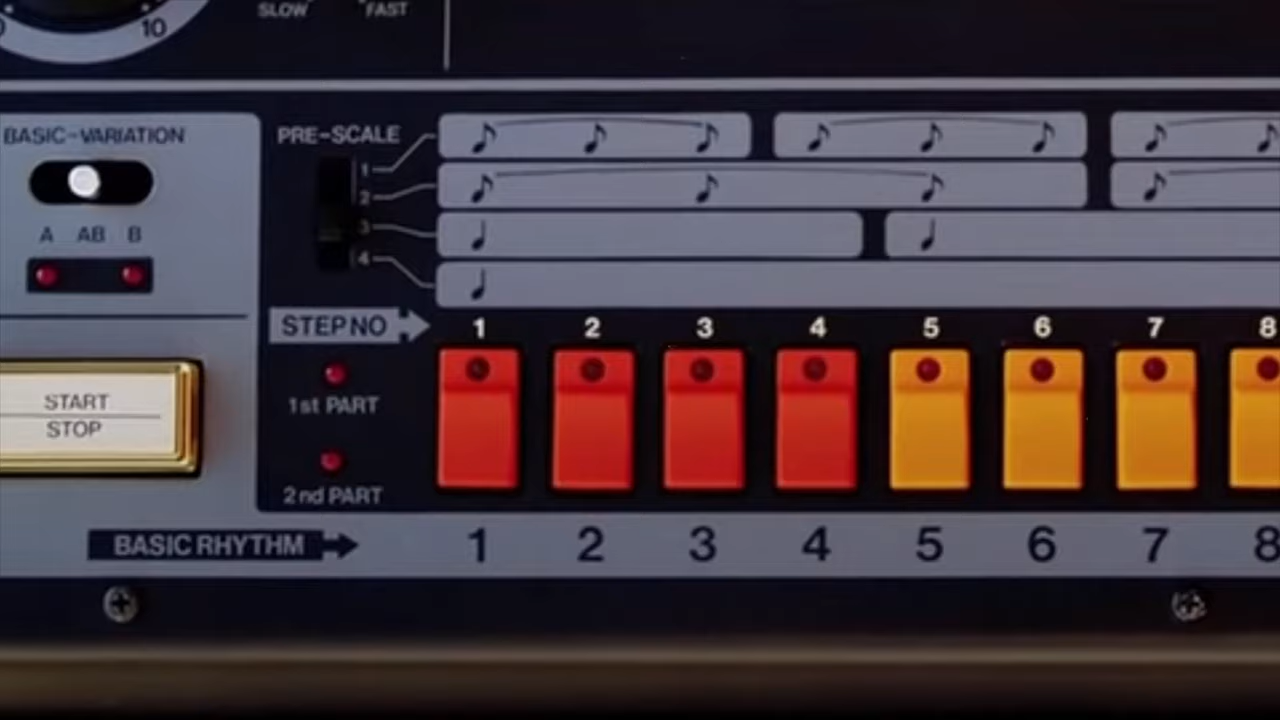 10
SLOW FAST
BASIC-VARIATION
A AB B
START
STOP
PRE-SCALE
1
2
3
4
STEP NO 1 2 3 4 5 6 7 8
1st PART
2nd PART
BASIC RHYTHM 1 2 3 4 5 6 7 8